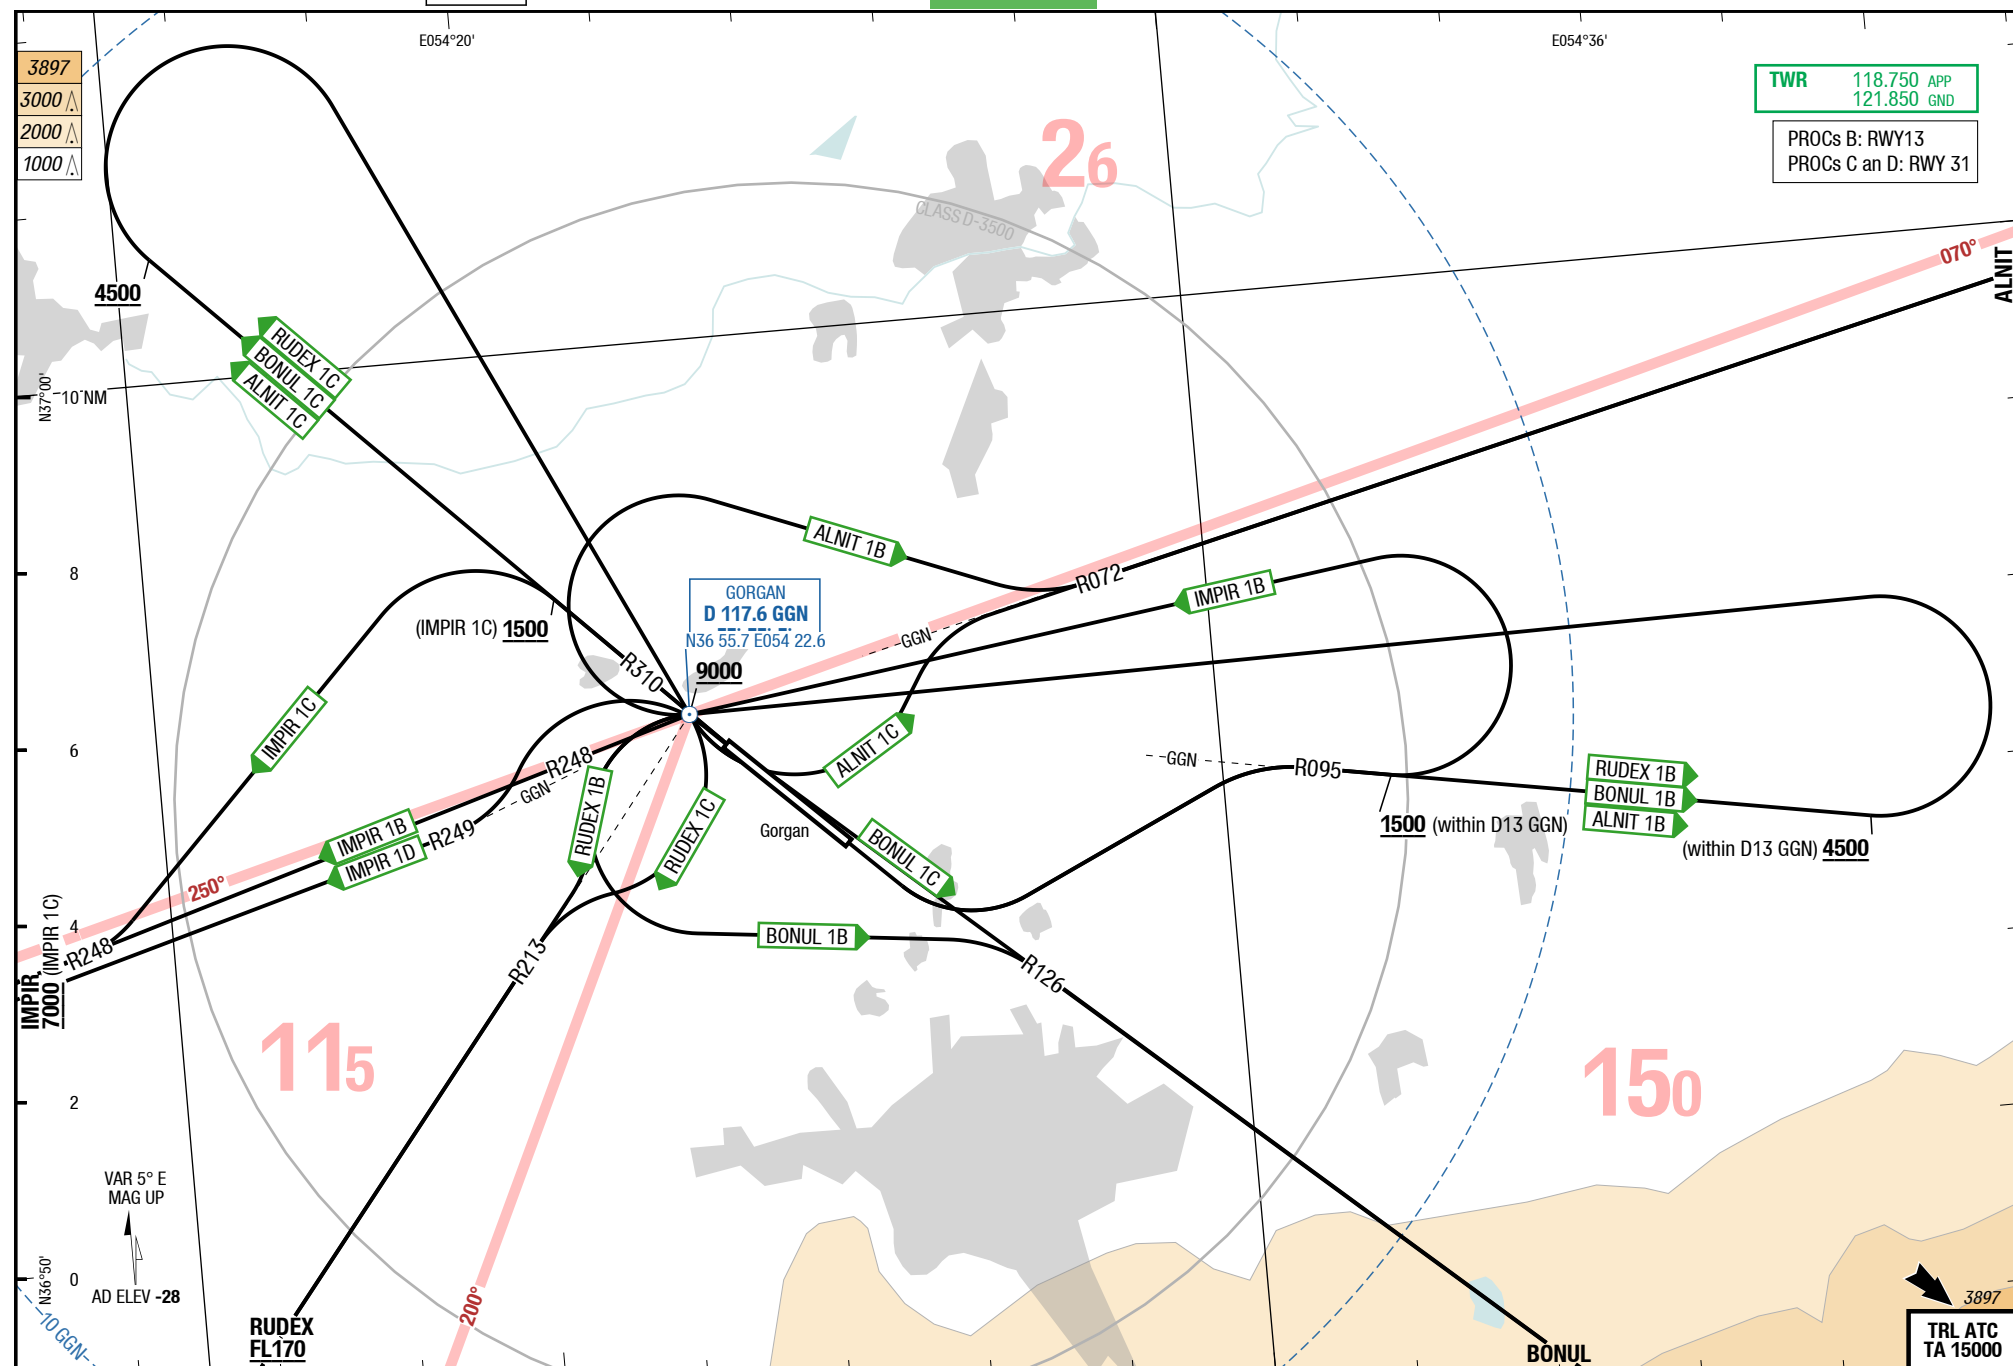 E054°20'
E054°36'
3897
3000
2000
1000
TWR 118.750 APP
121.850 GND
PROCs B: RWY13
PROCs C an D: RWY 31
26
CLASS D-3500
070°
ALNIT
4500
RUDEX 1C
BONUL 1C
ALNIT 1C
N37°00'
10 NM
ALNIT 1B
R072
IMPIR 1B
8
(IMPIR 1C) 1500
GORGAN
D 117.6 GGN
N36 55.7 E054 22.6
GGN
R310
9000
IMPIR 1C
6
R248
GGN
ALNIT 1C
GGN
R095
RUDEX 1B
BONUL 1B
ALNIT 1B
1500 (within D13 GGN)
(within D13 GGN) 4500
RUDEX 1B
RUDEX 1C
Gorgan
BONUL 1C
IMPIR 1B
IMPIR 1D
R249
250°
4
R248
IMPIR
7000 (IMPIR 1C)
BONUL 1B
R213
R126
115
150
2
VAR 5° E
MAG UP
AD ELEV -28
N36°50'
0
10 GGN
200°
RUDEX
FL170
BONUL
3897
TRL ATC
TA 15000